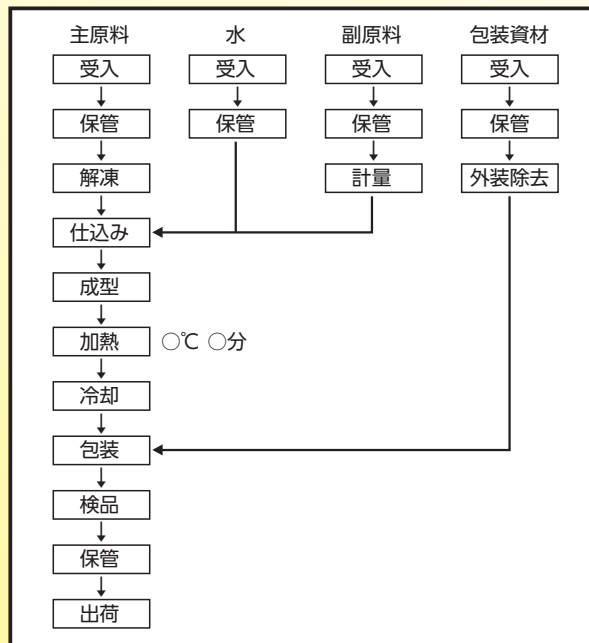 主原料 水 副原料 包装資材
受入 受入 受入 受入
保管 保管 保管 保管
解凍 計量 外装除去
仕込み
成型
加熱 ○℃ ○分
冷却
包装
検品
保管
出荷